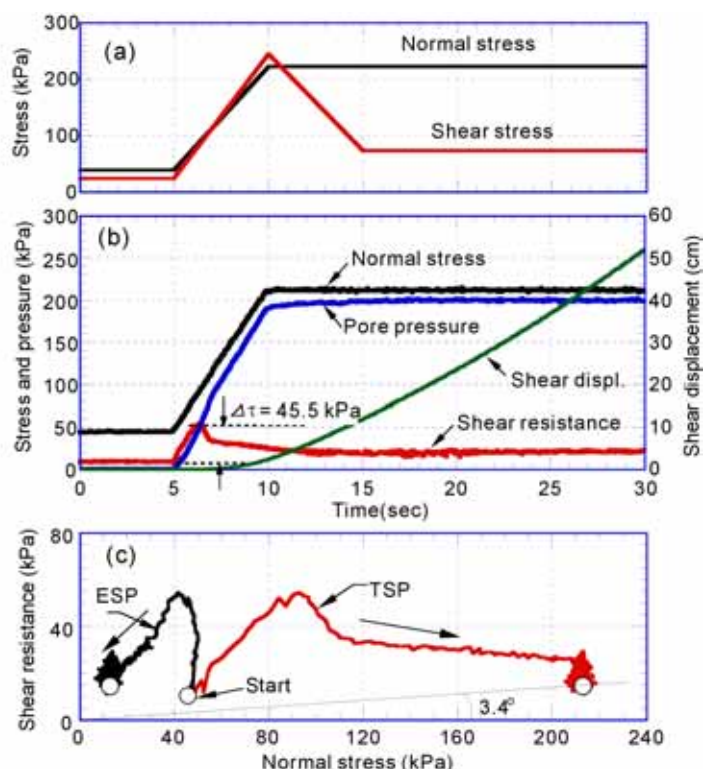 300
(a)
Normal stress
200
Stress (kPa)
100
Shear stress
0
300
60
(b)
250
50
Normal stress
200
40
Pore pressure
150
30
Stress and pressure (kPa)
Shear displacement (cm)
Shear displ.
100
20
Δτ = 45.5 kPa
Shear resistance
50
10
0
0
0 5 10 15 20 25 30
Time(sec)
80
(c)
ESP
TSP
Shear resistance (kPa)
40
Start
3.4°
0
0 40 80 120 160 200 240
Normal stress (kPa)